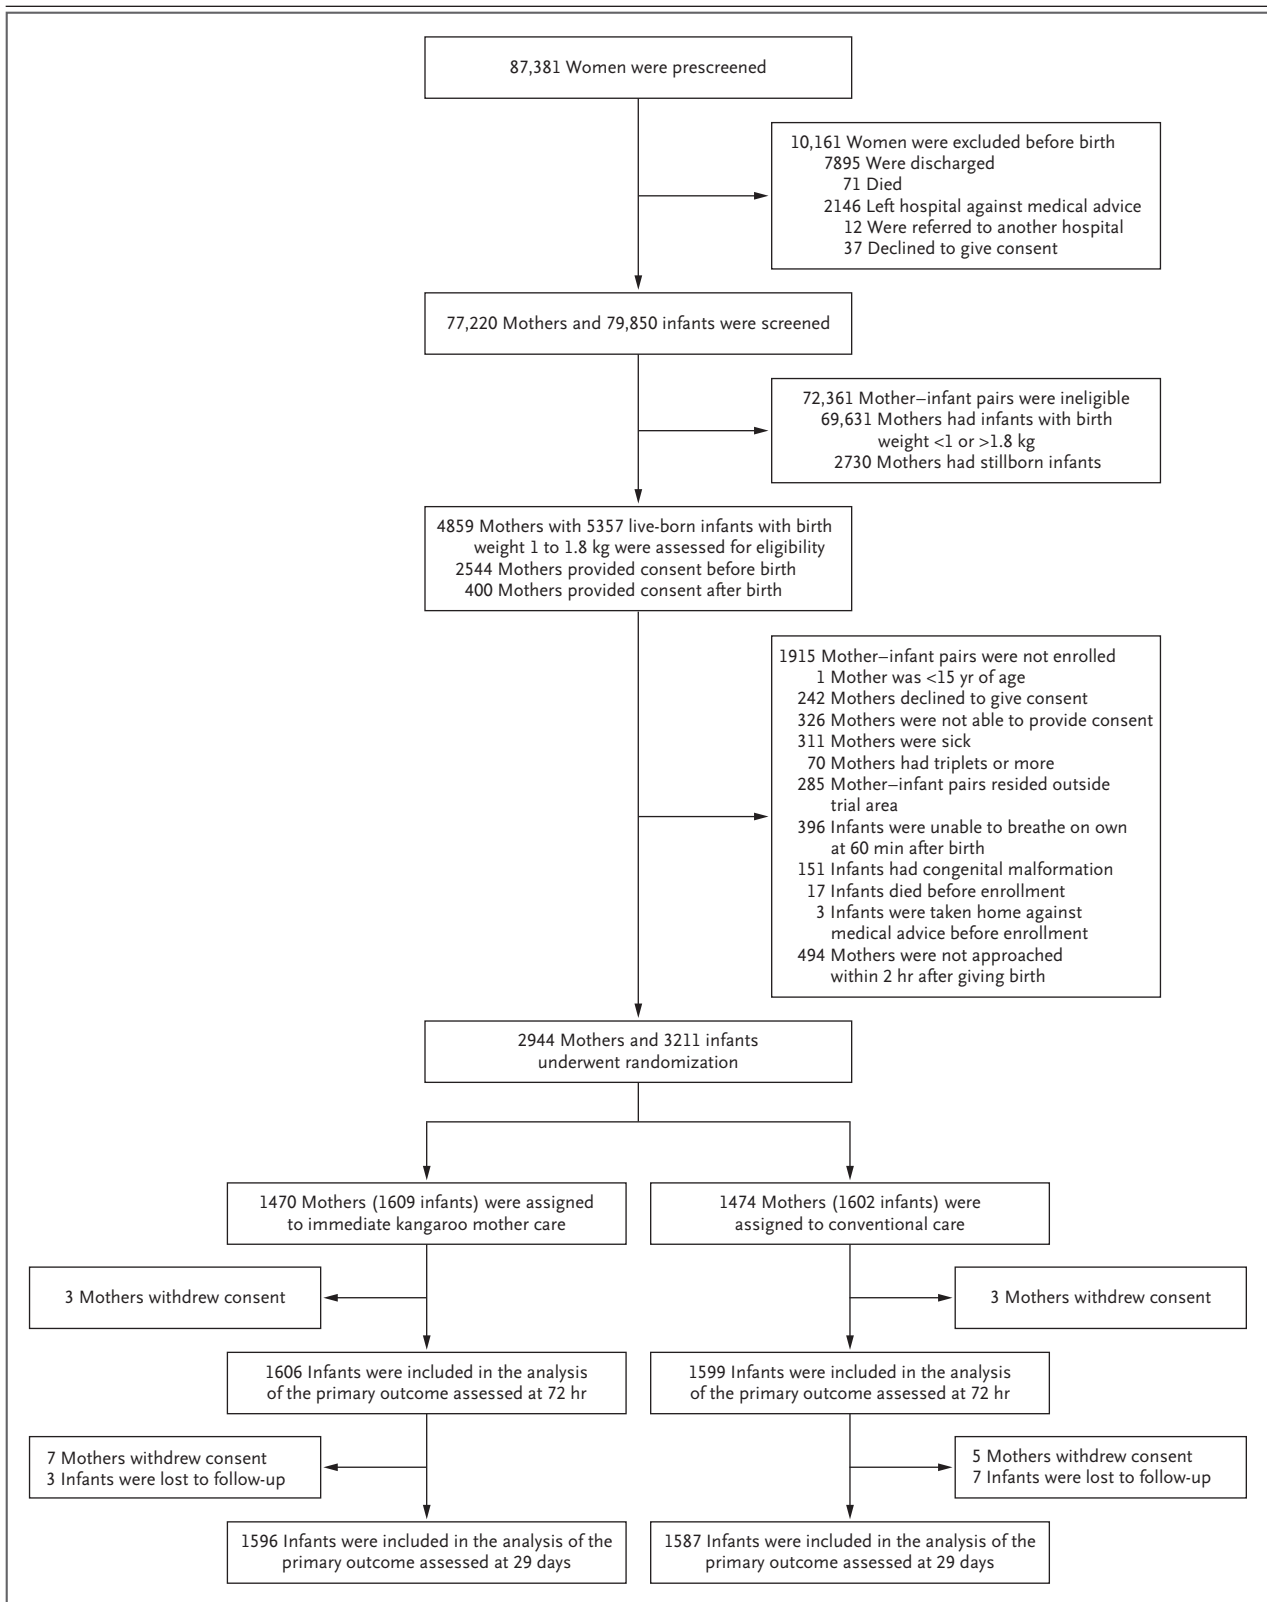 87,381 Women were prescreened
10,161 Women were excluded before birth
7895 Were discharged
71 Died
2146 Left hospital against medical advice
12 Were referred to another hospital
37 Declined to give consent
77,220 Mothers and 79,850 infants were screened
72,361 Mother–infant pairs were ineligible
69,631 Mothers had infants with birth
weight <1 or >1.8 kg
2730 Mothers had stillborn infants
4859 Mothers with 5357 live-born infants with birth
weight 1 to 1.8 kg were assessed for eligibility
2544 Mothers provided consent before birth
400 Mothers provided consent after birth
1915 Mother–infant pairs were not enrolled
1 Mother was <15 yr of age
242 Mothers declined to give consent
326 Mothers were not able to provide consent
311 Mothers were sick
70 Mothers had triplets or more
285 Mother–infant pairs resided outside
trial area
396 Infants were unable to breathe on own
at 60 min after birth
151 Infants had congenital malformation
17 Infants died before enrollment
3 Infants were taken home against
medical advice before enrollment
494 Mothers were not approached
within 2 hr after giving birth
2944 Mothers and 3211 infants
underwent randomization
1470 Mothers (1609 infants) were assigned
to immediate kangaroo mother care
1474 Mothers (1602 infants) were
assigned to conventional care
3 Mothers withdrew consent
3 Mothers withdrew consent
1606 Infants were included in the analysis
of the primary outcome assessed at 72 hr
1599 Infants were included in the analysis
of the primary outcome assessed at 72 hr
7 Mothers withdrew consent
3 Infants were lost to follow-up
5 Mothers withdrew consent
7 Infants were lost to follow-up
1596 Infants were included in the analysis of the
primary outcome assessed at 29 days
1587 Infants were included in the analysis of the
primary outcome assessed at 29 days